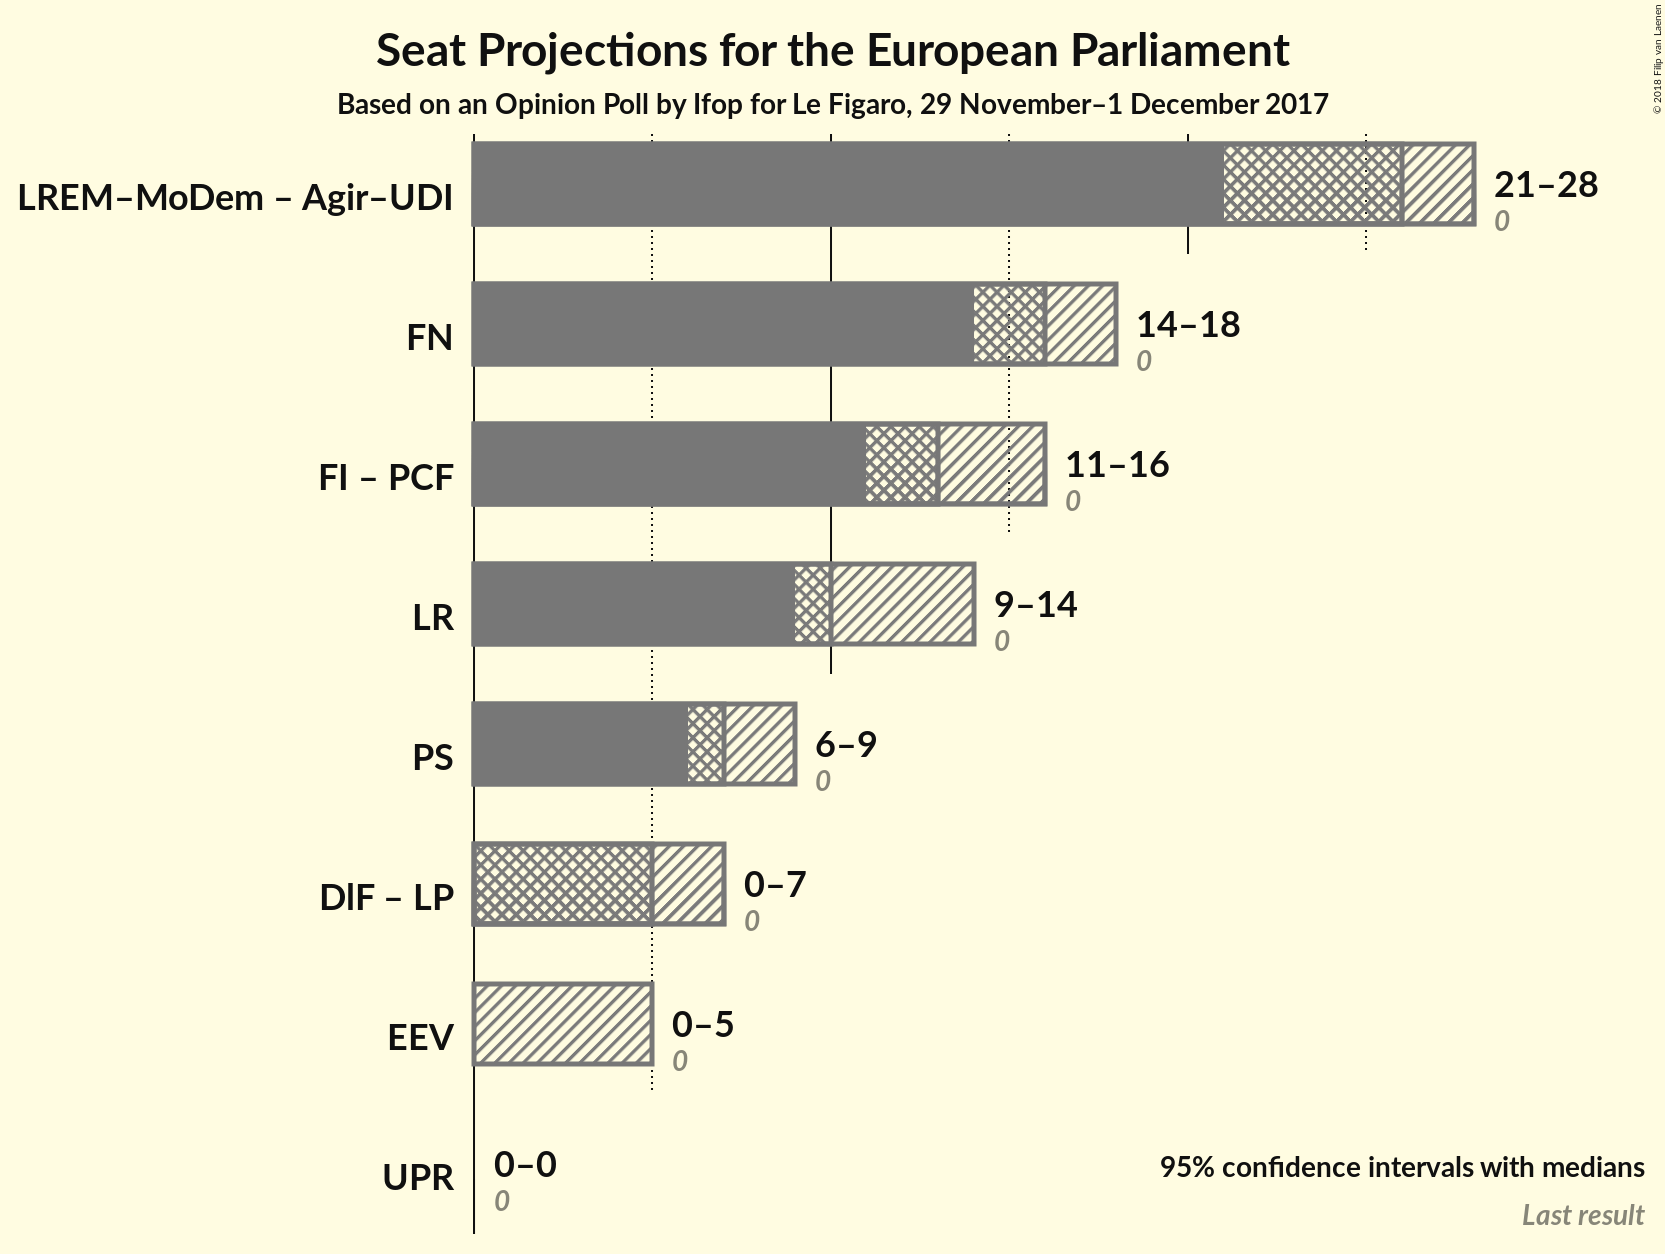 Seat Projections for the European Parliament
Based on an Opinion Poll by Ifop for Le Figaro, 29 November–1 December 2017
© 2018 Filip van Laenen
LREM–MoDem – Agir–UDI
21–28
0
FN
14–18
0
FI – PCF
11–16
0
LR
9–14
0
PS
6–9
0
DlF – LP
0–7
0
EEV
0–5
0
UPR
0–0
0
95% confidence intervals with medians
Last result